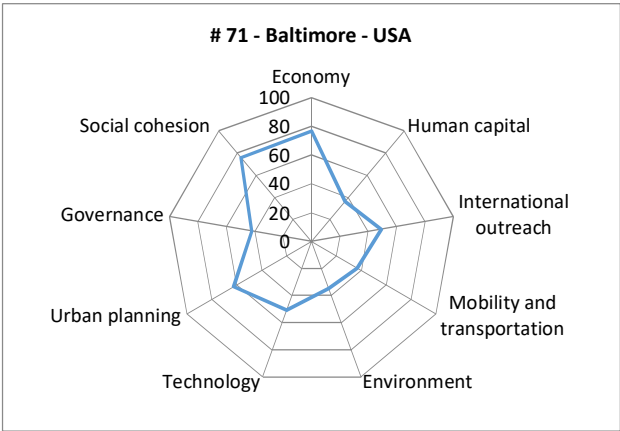 # 71 - Baltimore - USA
Economy
100
80
60
40
20
0
Human capital
International
outreach
Mobility and
transportation
Environment
Technology
Urban planning
Governance
Social cohesion